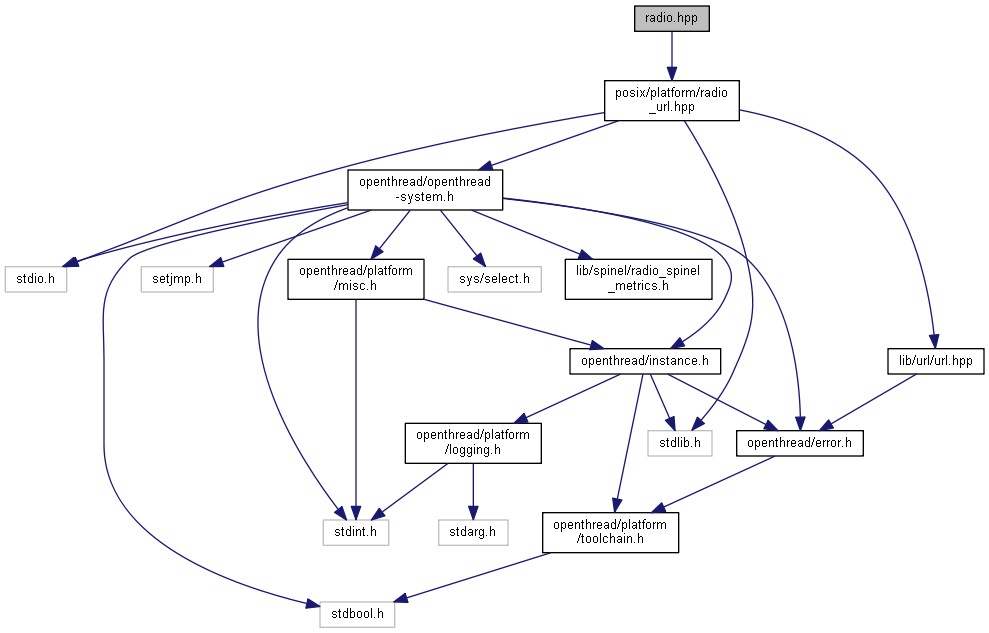 radio.hpp
posix/platform/radio
_url.hpp
openthread/openthread
-system.h
stdio.h
setjmp.h
openthread/platform
/misc.h
sys/select.h
lib/spinel/radio_spinel
_metrics.h
openthread/instance.h
lib/url/url.hpp
openthread/platform
/logging.h
stdlib.h
openthread/error.h
stdint.h
stdarg.h
openthread/platform
/toolchain.h
stdbool.h